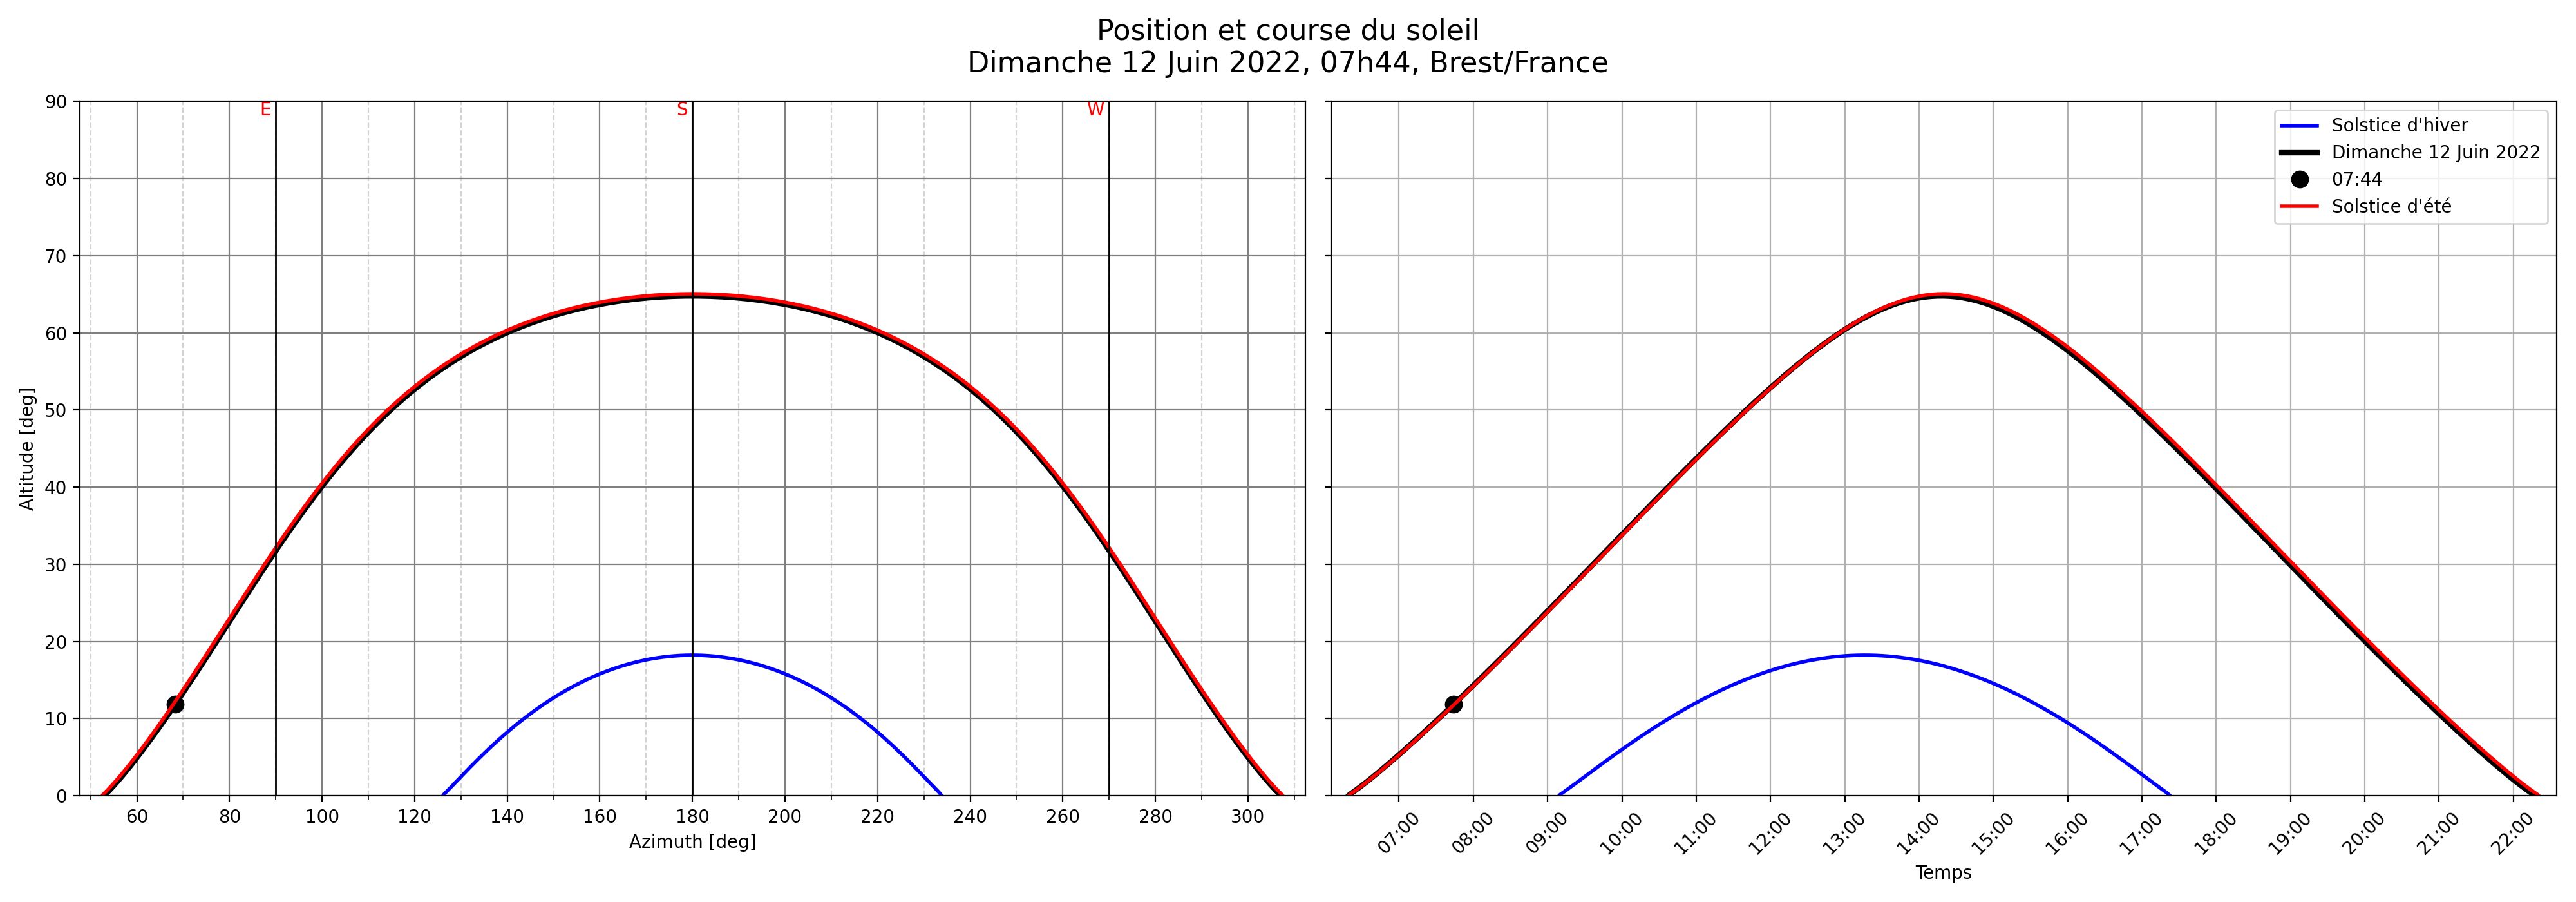 Position et course du soleil
Dimanche 12 Juin 2022, 07h44, Brest/France
E
S
W
90
80
70
60
50
40
30
20
10
0
Altitude [deg]
60 80 100 120 140 160 180 200 220 240 260 280 300
Azimuth [deg]
Solstice d'hiver
Dimanche 12 Juin 2022
07:44
Solstice d'été
07:00 08:00 09:00 10:00 11:00 12:00 13:00 14:00 15:00 16:00 17:00 18:00 19:00 20:00 21:00 22:00
Temps